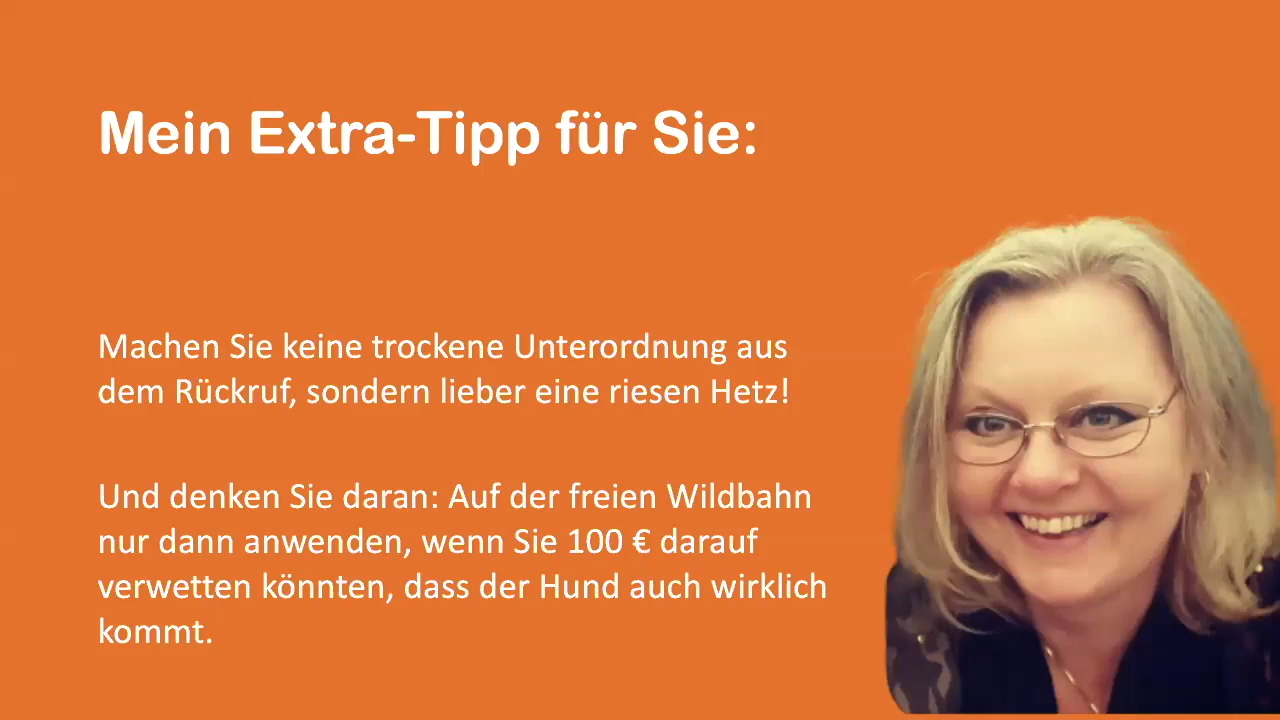 Mein Extra-Tipp für Sie:
Machen Sie keine trockene Unterordnung aus
dem Rückruf, sondern lieber eine riesen Hetz!
Und denken Sie daran: Auf der freien Wildbahn
nur dann anwenden, wenn Sie 100 € darauf
verwetten könnten, dass der Hund auch wirklich
kommt.